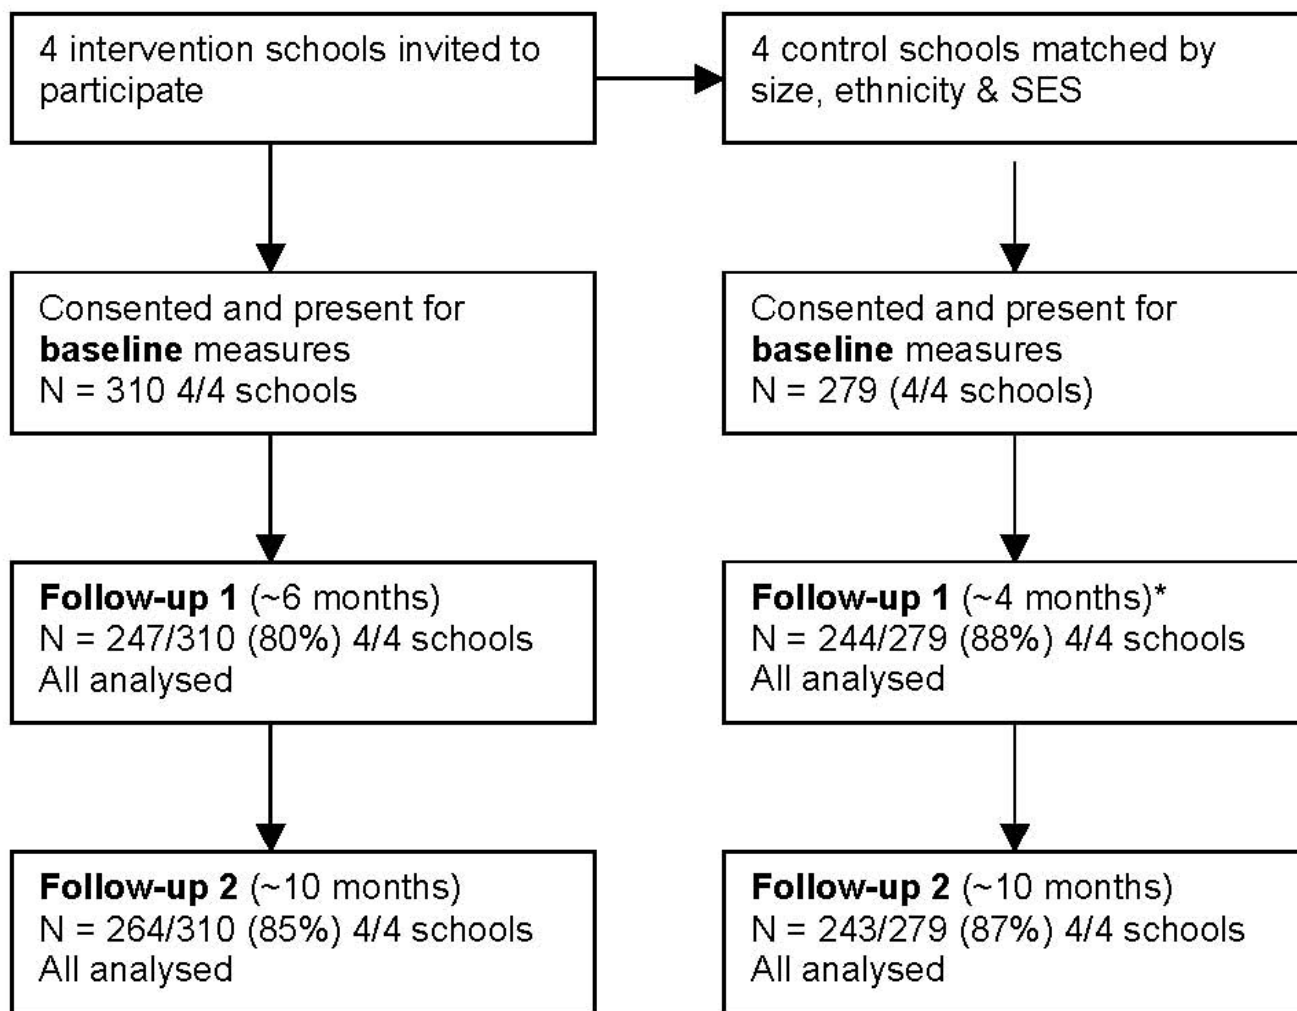 4 intervention schools invited to
participate
4 control schools matched by
size, ethnicity & SES
Consented and present for
baseline measures
N = 310 4/4 schools
Consented and present for
baseline measures
N = 279 (4/4 schools)
Follow-up 1 (~6 months)
N = 247/310 (80%) 4/4 schools
All analysed
Follow-up 1 (~4 months)*
N = 244/279 (88%) 4/4 schools
All analysed
Follow-up 2 (~10 months)
N = 264/310 (85%) 4/4 schools
All analysed
Follow-up 2 (~10 months)
N = 243/279 (87%) 4/4 schools
All analysed